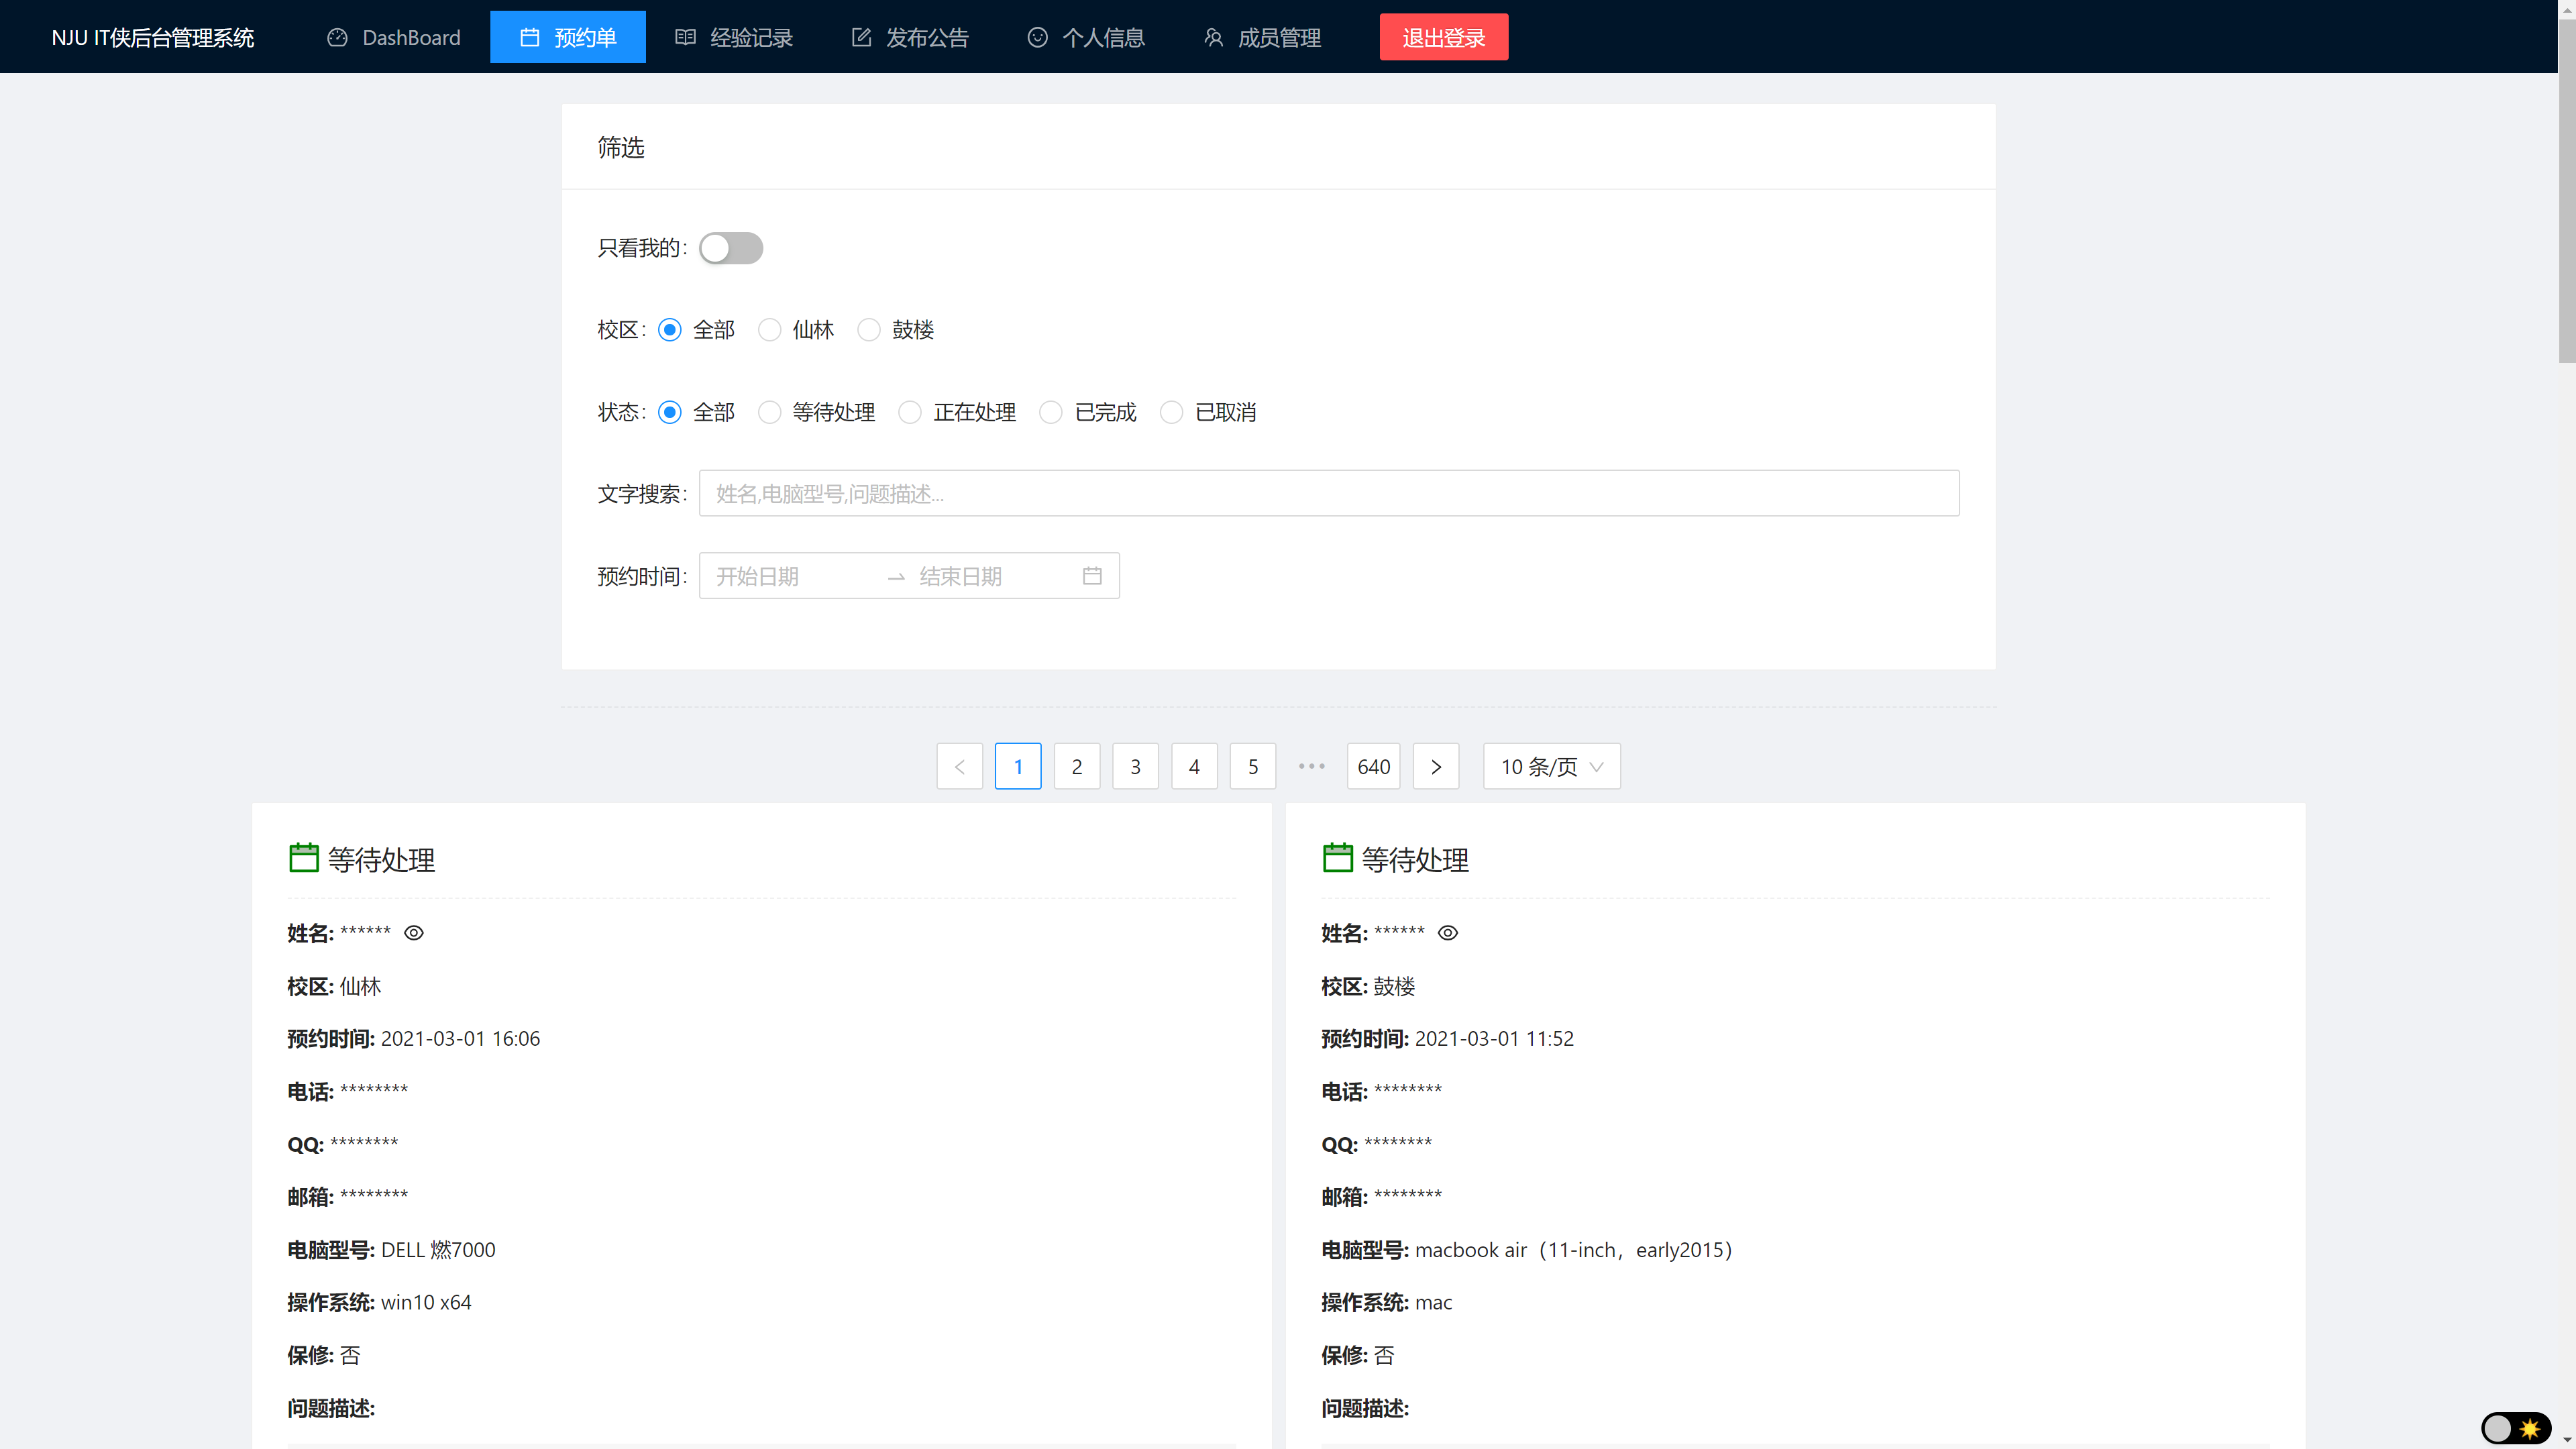 NJU IT侠后台管理系统 DashBoard 预约单 经验记录 发布公告 个人信息 成员管理 退出登录
筛选
只看我的:
校区: 全部 仙林 鼓楼
状态: 全部 等待处理 正在处理 已完成 已取消
文字搜索: 姓名,电脑型号,问题描述...
预约时间: 开始日期 结束日期
1 2 3 4 5 ••• 640 10 条/页
等待处理
姓名: ******
校区: 仙林
预约时间: 2021-03-01 16:06
电话: ********
QQ: ********
邮箱: ********
电脑型号: DELL 燃7000
操作系统: win10 x64
保修: 否
问题描述:
等待处理
姓名: ******
校区: 鼓楼
预约时间: 2021-03-01 11:52
电话: ********
QQ: ********
邮箱: ********
电脑型号: macbook air（11-inch，early2015）
操作系统: mac
保修: 否
问题描述: